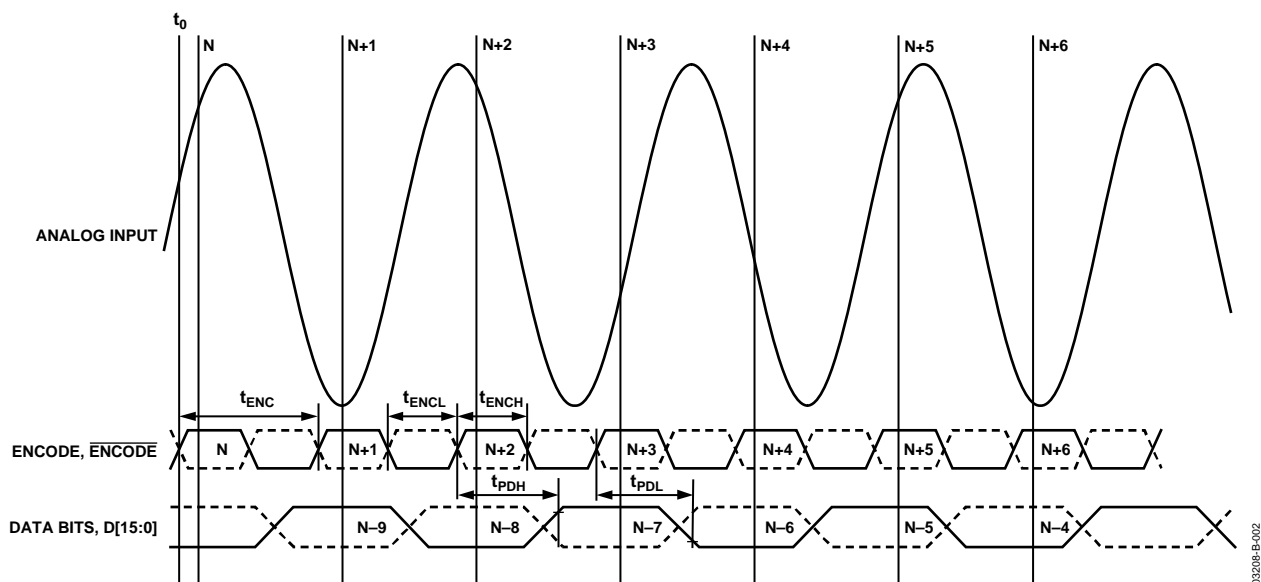 t0
N N+1 N+2 N+3 N+4 N+5 N+6
ANALOG INPUT
tENC tENCL tENCH
ENCODE, ENCODE N N+1 N+2 N+3 N+4 N+5 N+6
tPDH tPDL
DATA BITS, D[15:0] N–9 N–8 N–7 N–6 N–5 N–4
03208-B-002